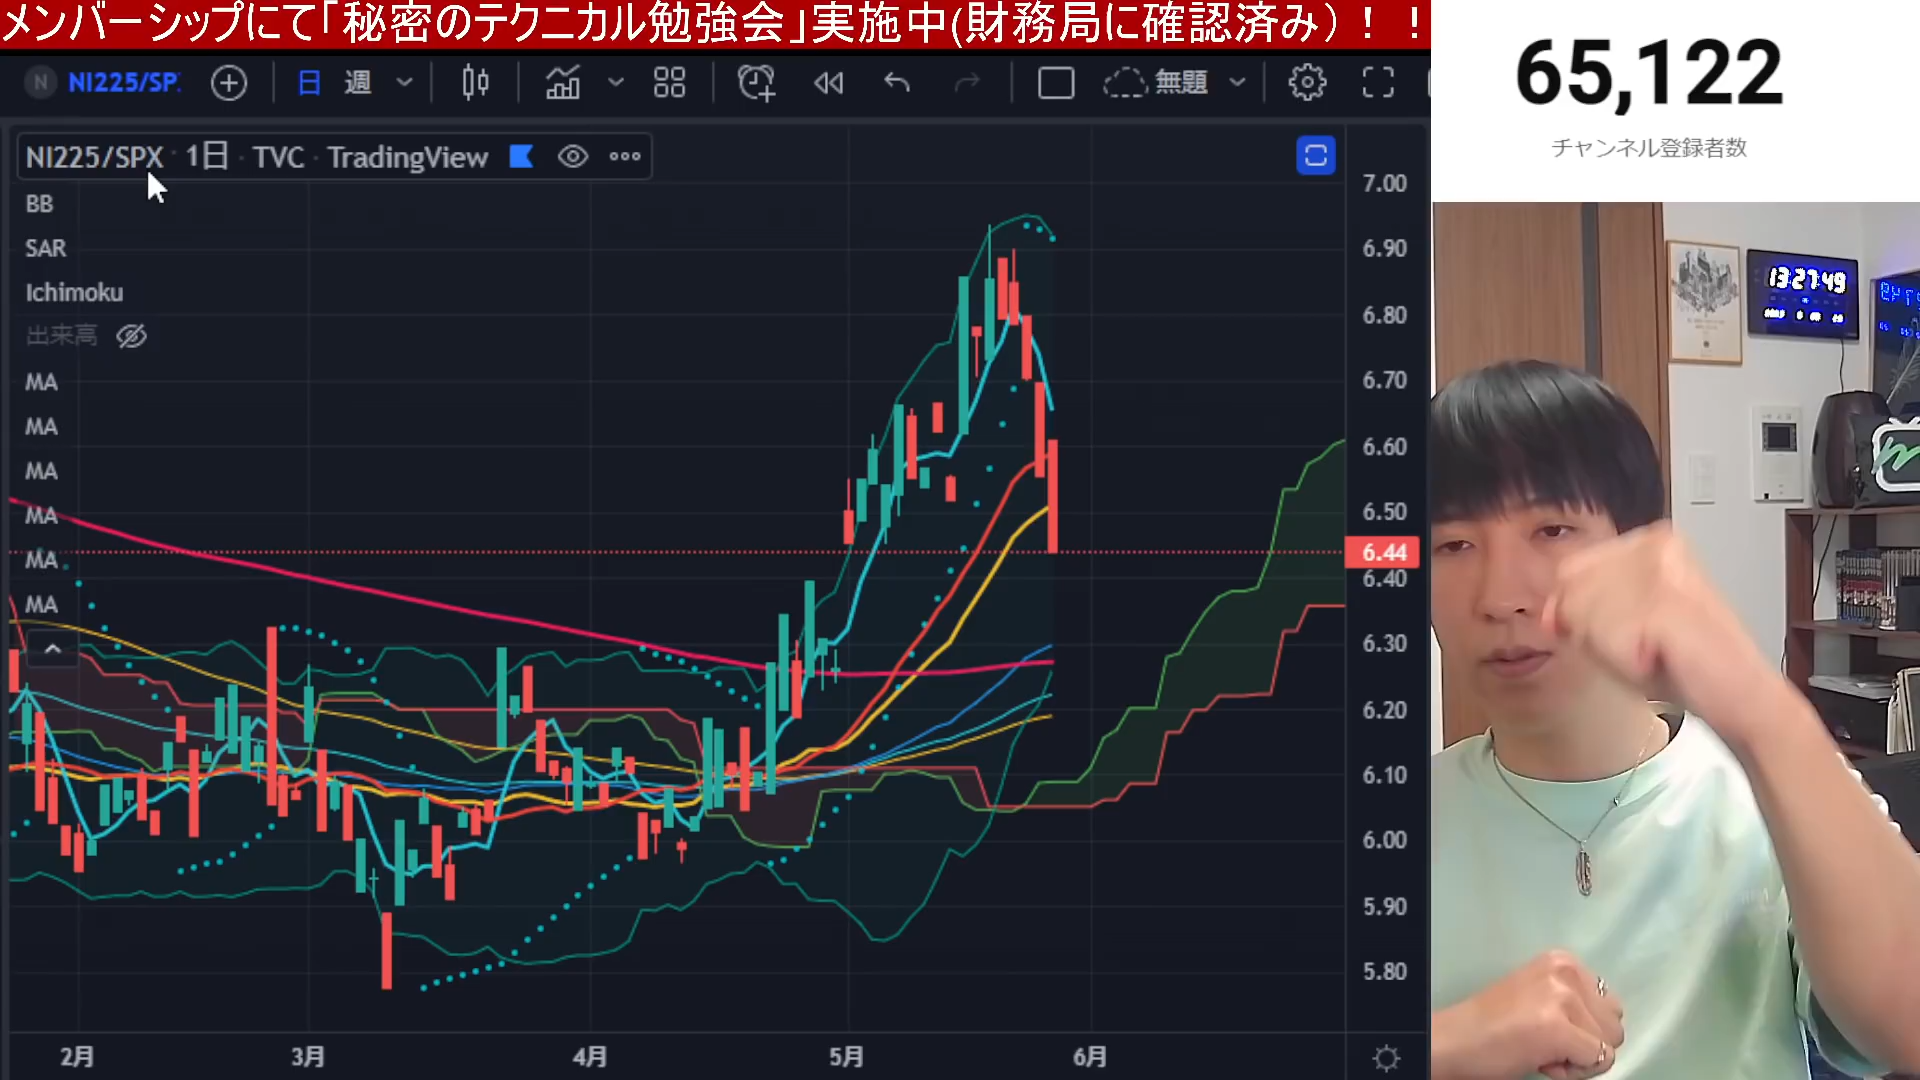 メンバーシップにて「秘密のテクニカル勉強会」実施中(財務局に確認済み）！！
N NI225/SP. 日 週 無題
65,122
チャンネル登録者数
NI225/SPX · 1日 · TVC · TradingView
BB
SAR
Ichimoku
出来高
MA
MA
MA
MA
MA
MA
7.00
6.90
6.80
6.70
6.60
6.50
6.44
6.40
6.30
6.20
6.10
6.00
5.90
5.80
2月 3月 4月 5月 6月
13:27:49